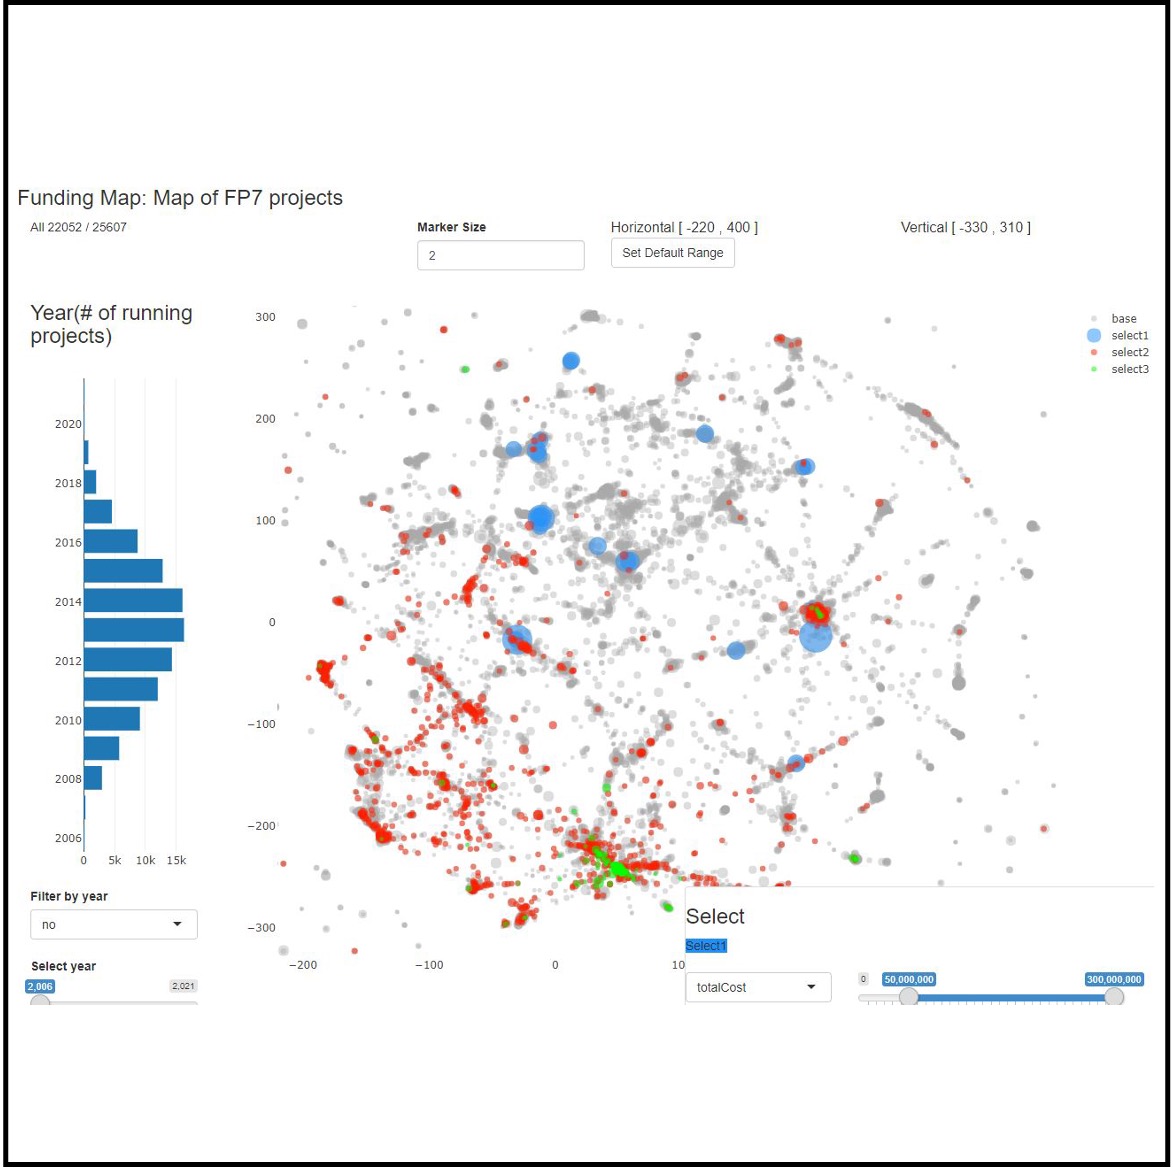 Funding Map: Map of FP7 projects
All 22052 / 25607
Marker Size
2
Horizontal [ -220 , 400 ]
Set Default Range
Vertical [ -330 , 310 ]
Year(# of running
projects)
2020
2018
2016
2014
2012
2010
2008
2006
0 5k 10k 15k
Filter by year
no
Select year
2,006 2,021
300
200
100
0
−100
−200
−300
−200 −100 0 10
base
select1
select2
select3
Select
Select1
totalCost
0 50,000,000 300,000,000